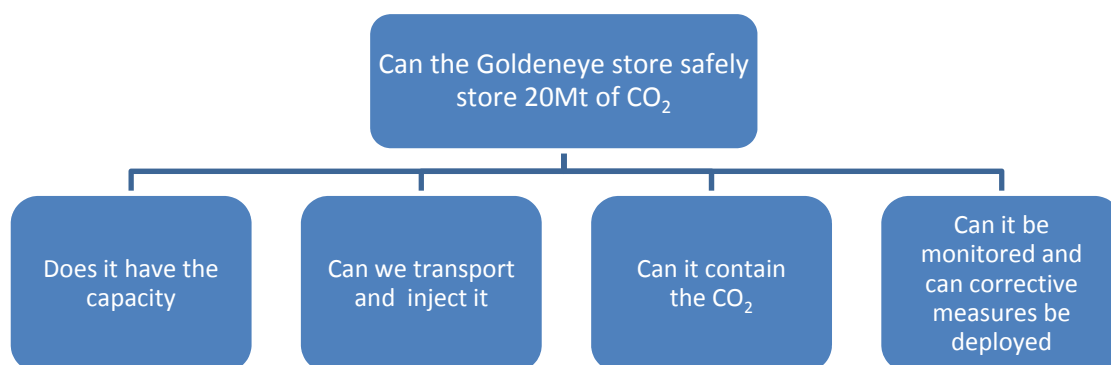 Can the Goldeneye store safely
store 20Mt of CO₂
Does it have the
capacity
Can we transport
and inject it
Can it contain
the CO₂
Can it be
monitored and
can corrective
measures be
deployed